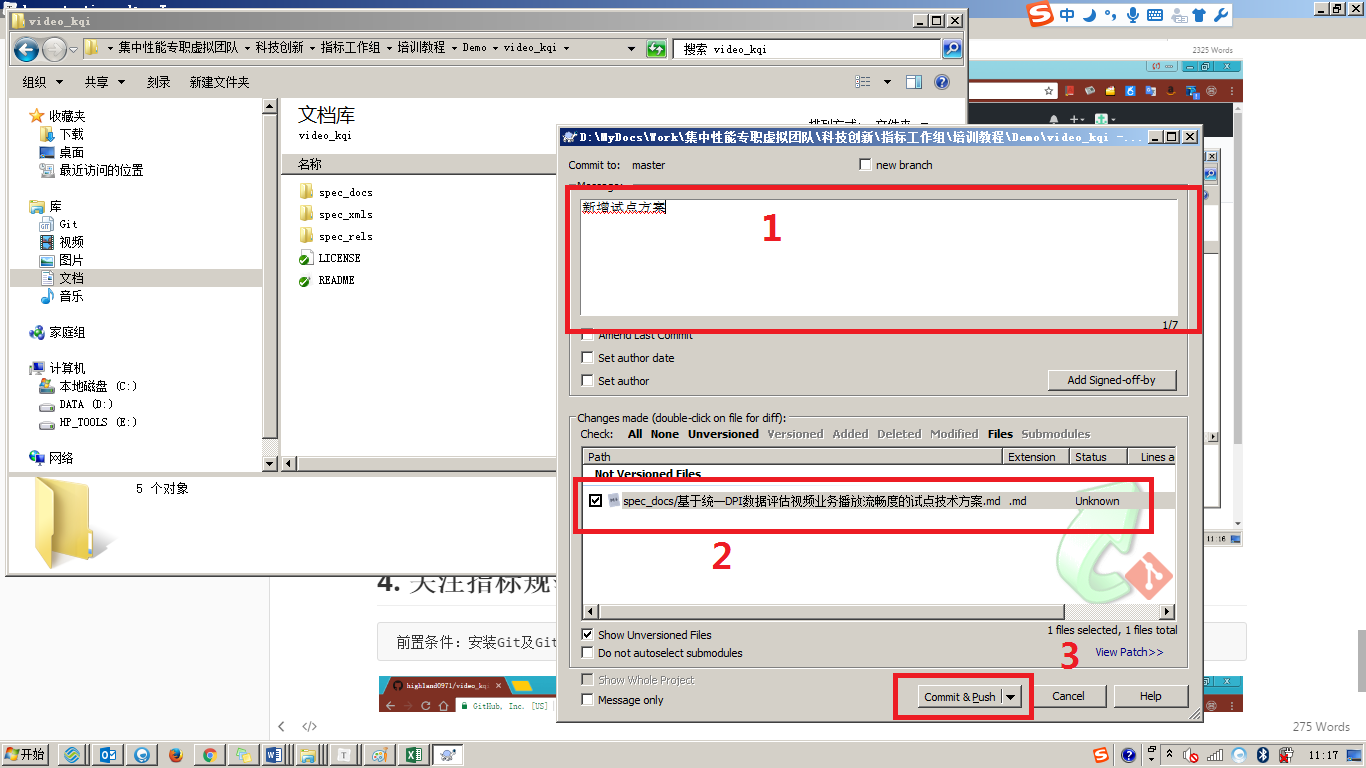 video_kqi
中
2325 Words
集中性能专职虚拟团队 科技创新 指标工作组 培训教程 Demo video_kqi
搜索 video_kqi
组织 共享 刻录 新建文件夹
收藏夹
下载
桌面
最近访问的位置
库
Git
视频
图片
文档
音乐
家庭组
计算机
本地磁盘 (C:)
DATA (D:)
HP_TOOLS (E:)
网络
文档库
video_kqi
名称
spec_docs
spec_xmls
spec_rels
LICENSE
README
5 个对象
D:\MyDocs\Work\集中性能专职虚拟团队\科技创新\指标工作组\培训教程\Demo\video_kqi -...
Commit to: master
new branch
Message:
新增试点方案
1
1/7
Amend Last Commit
Set author date
Set author
Add Signed-off-by
Changes made (double-click on file for diff):
Check: All None Unversioned Versioned Added Deleted Modified Files Submodules
Path Extension Status Lines a
Not Versioned Files
spec_docs/基于统一DPI数据评估视频业务播放流畅度的试点技术方案.md .md Unknown
2
Show Unversioned Files
1 files selected, 1 files total
Do not autoselect submodules
3
View Patch>>
Show Whole Project
Message only
Commit & Push
Cancel
Help
11:16
4. 关注指标规
前置条件：安装Git及Git
highland0971/video_kq
GitHub, Inc. [US]
</>
275 Words
开始
11:17